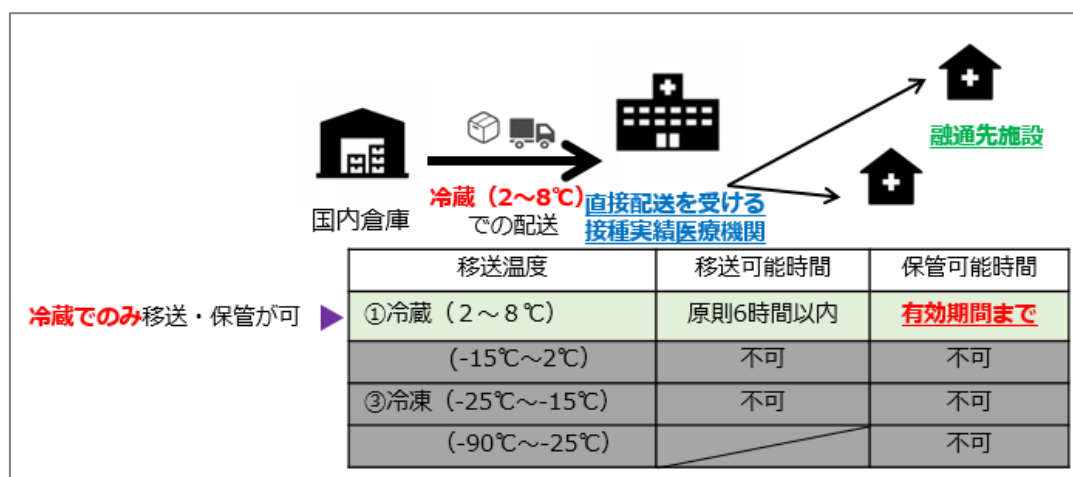 融通先施設
国内倉庫
冷蔵（2～8℃）
での配送
直接配送を受ける
接種実績医療機関
移送温度 移送可能時間 保管可能時間
冷蔵でのみ移送・保管が可
①冷蔵（２～８℃） 原則6時間以内 有効期間まで
(-15℃～2℃) 不可 不可
③冷凍（-25℃～-15℃） 不可 不可
(-90℃～-25℃) 不可